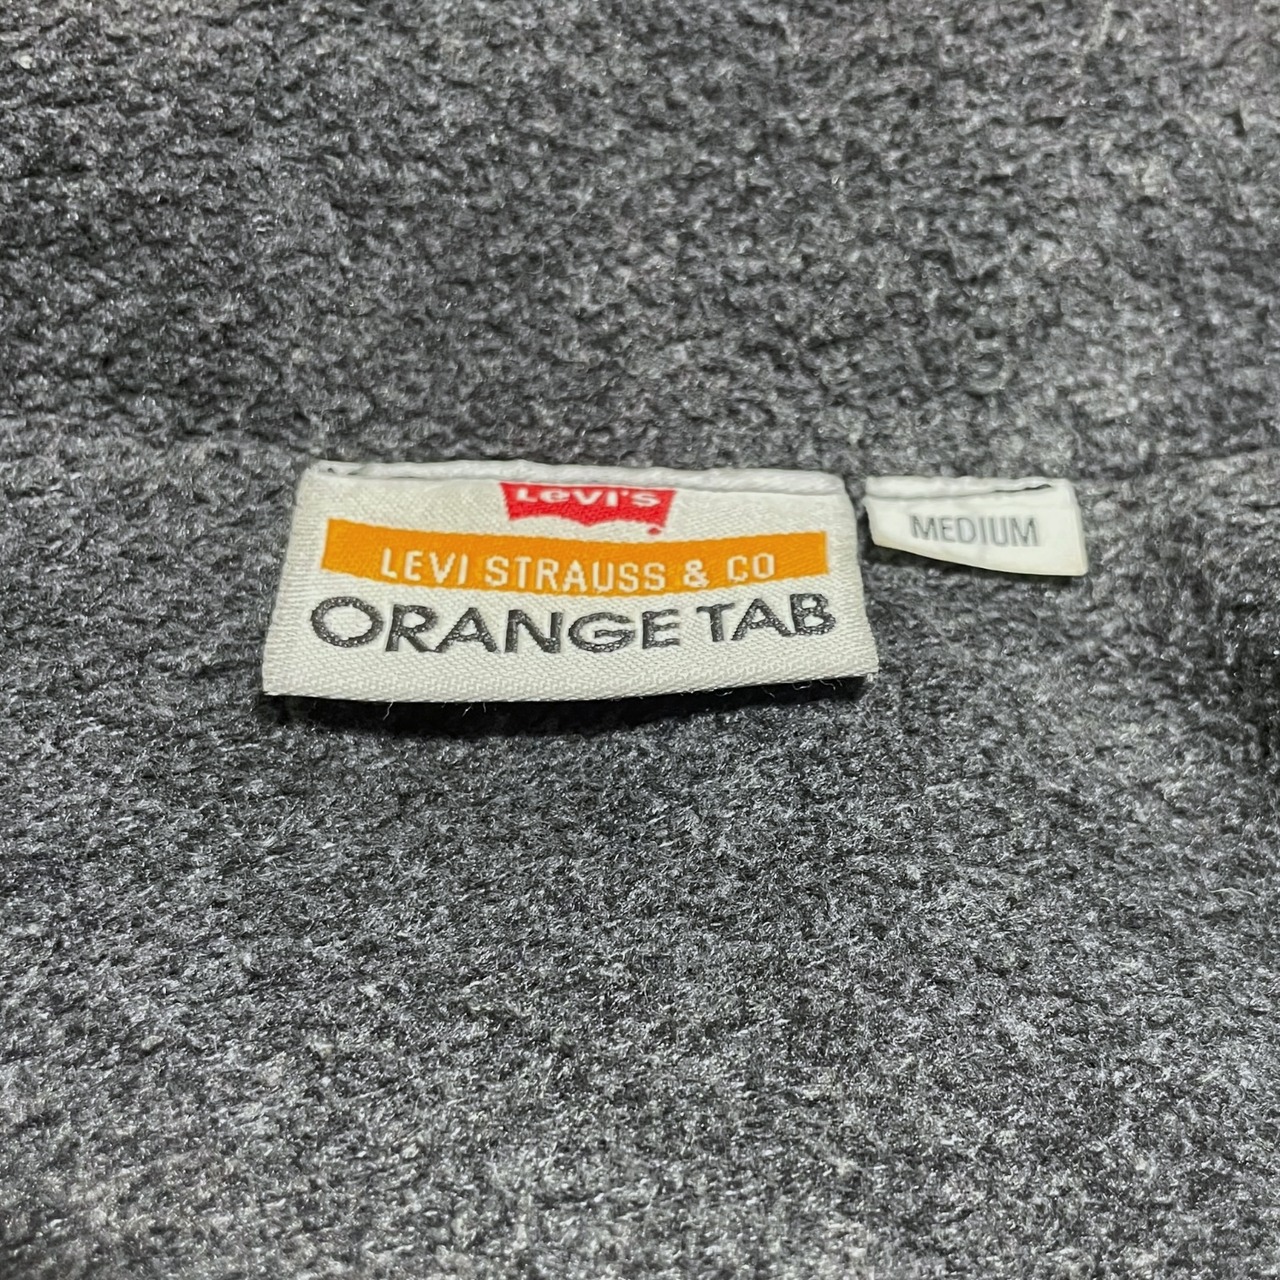 Levi's
LEVI STRAUSS & CO
ORANGE TAB
MEDIUM